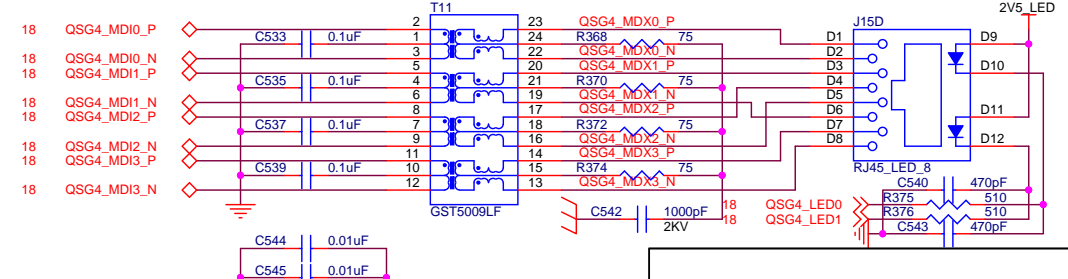 T11 2V5_LED
18 QSG4_MDI0_P 2 23 QSG4_MDX0_P J15D
C533 0.1uF 1 24 R368 75 D1 D9
18 QSG4_MDI0_N 3 22 QSG4_MDX0_N D2
18 QSG4_MDI1_P 5 20 QSG4_MDX1_P D3 D10
C535 0.1uF 4 21 R370 75 D4
18 QSG4_MDI1_N 6 19 QSG4_MDX1_N D5
18 QSG4_MDI2_P 8 17 QSG4_MDX2_P D6 D11
C537 0.1uF 7 18 R372 75 D7
18 QSG4_MDI2_N 9 16 QSG4_MDX2_N D8 D12
18 QSG4_MDI3_P 11 14 QSG4_MDX3_P
C539 0.1uF 10 15 R374 75 RJ45_LED_8
18 QSG4_MDI3_N 12 13 QSG4_MDX3_N C540 470pF
GST5009LF
18 QSG4_LED0 R375 510
C542 1000pF
18 QSG4_LED1 R376 510
2KV C543 470pF
C544 0.01uF
C545 0.01uF